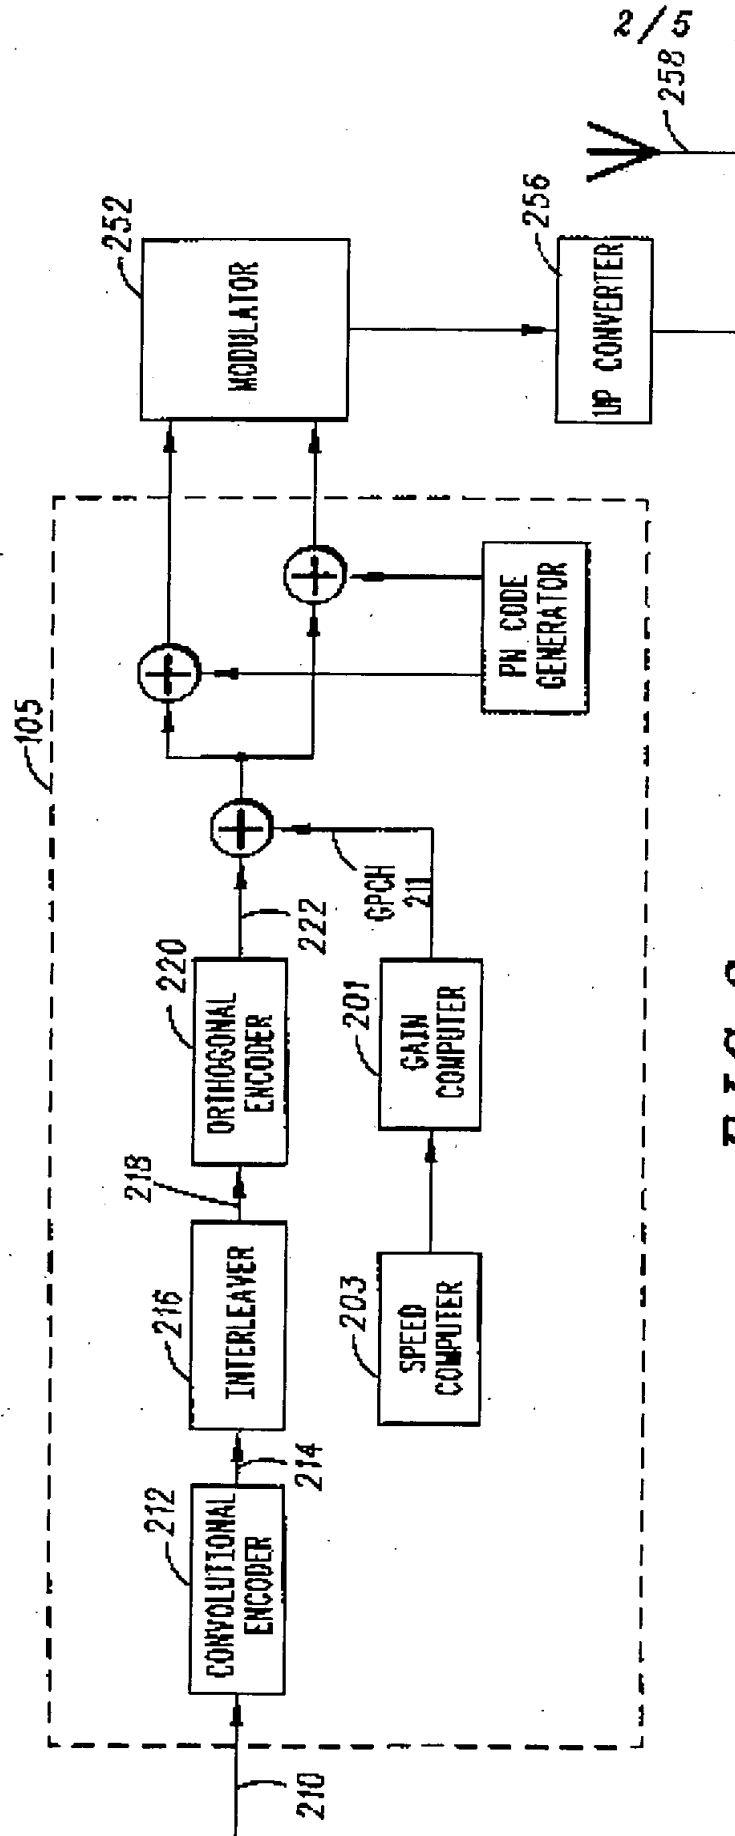 2/5
105
210
CONVOLUTIONAL
ENCODER
212
214
INTERLEAVER
216
218
ORTHOGONAL
ENCODER
220
222
SPEED
COMPUTER
203
GAIN
COMPUTER
201
GPCH
211
PN CODE
GENERATOR
MODULATOR
252
UP CONVERTER
256
258